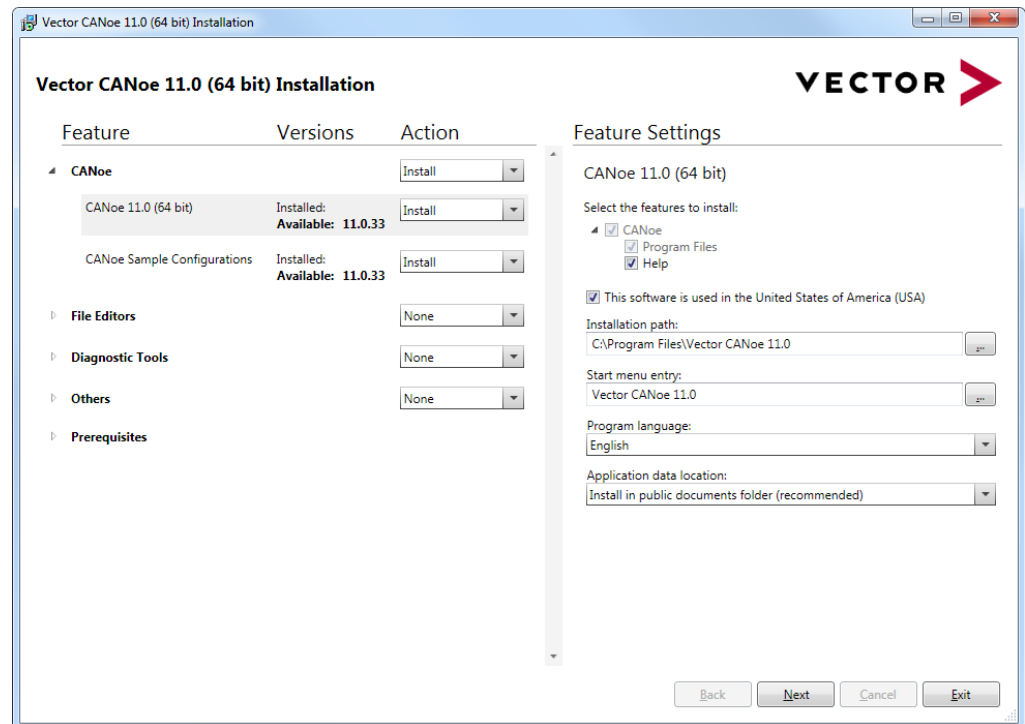 Vector CANoe 11.0 (64 bit) Installation
Vector CANoe 11.0 (64 bit) Installation
VECTOR
Feature Versions Action
CANoe Install
CANoe 11.0 (64 bit) Installed: Install
Available: 11.0.33
CANoe Sample Configurations Installed: Install
Available: 11.0.33
File Editors None
Diagnostic Tools None
Others None
Prerequisites
Feature Settings
CANoe 11.0 (64 bit)
Select the features to install:
CANoe
Program Files
Help
This software is used in the United States of America (USA)
Installation path:
C:\Program Files\Vector CANoe 11.0 ...
Start menu entry:
Vector CANoe 11.0 ...
Program language:
English
Application data location:
Install in public documents folder (recommended)
Back Next Cancel Exit